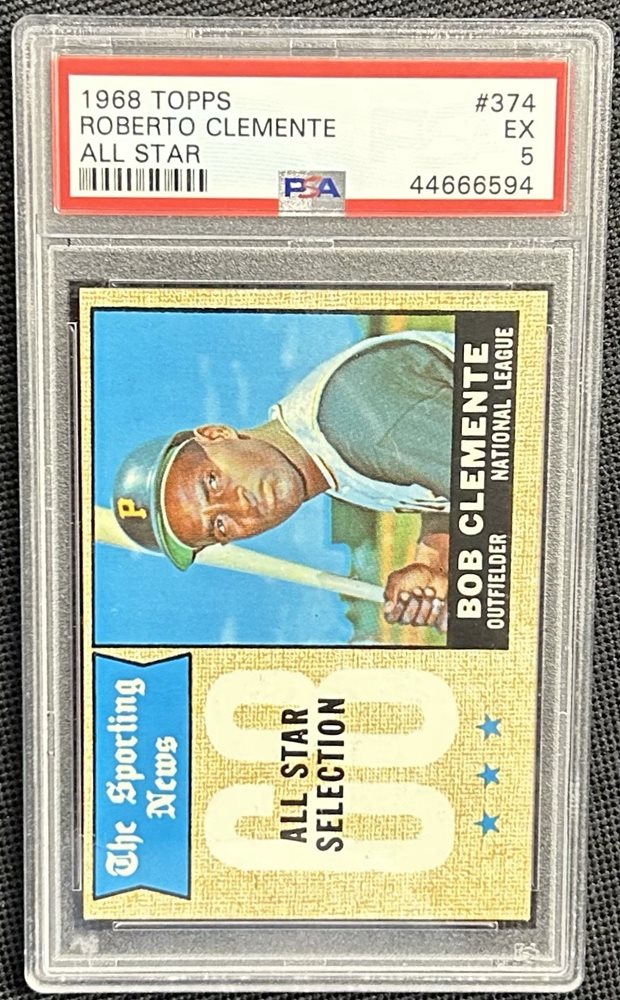 1968 TOPPS #374
ROBERTO CLEMENTE EX
ALL STAR 5
PSA 44666594
The Sporting
News
68
ALL STAR
SELECTION
P
BOB CLEMENTE
OUTFIELDER NATIONAL LEAGUE